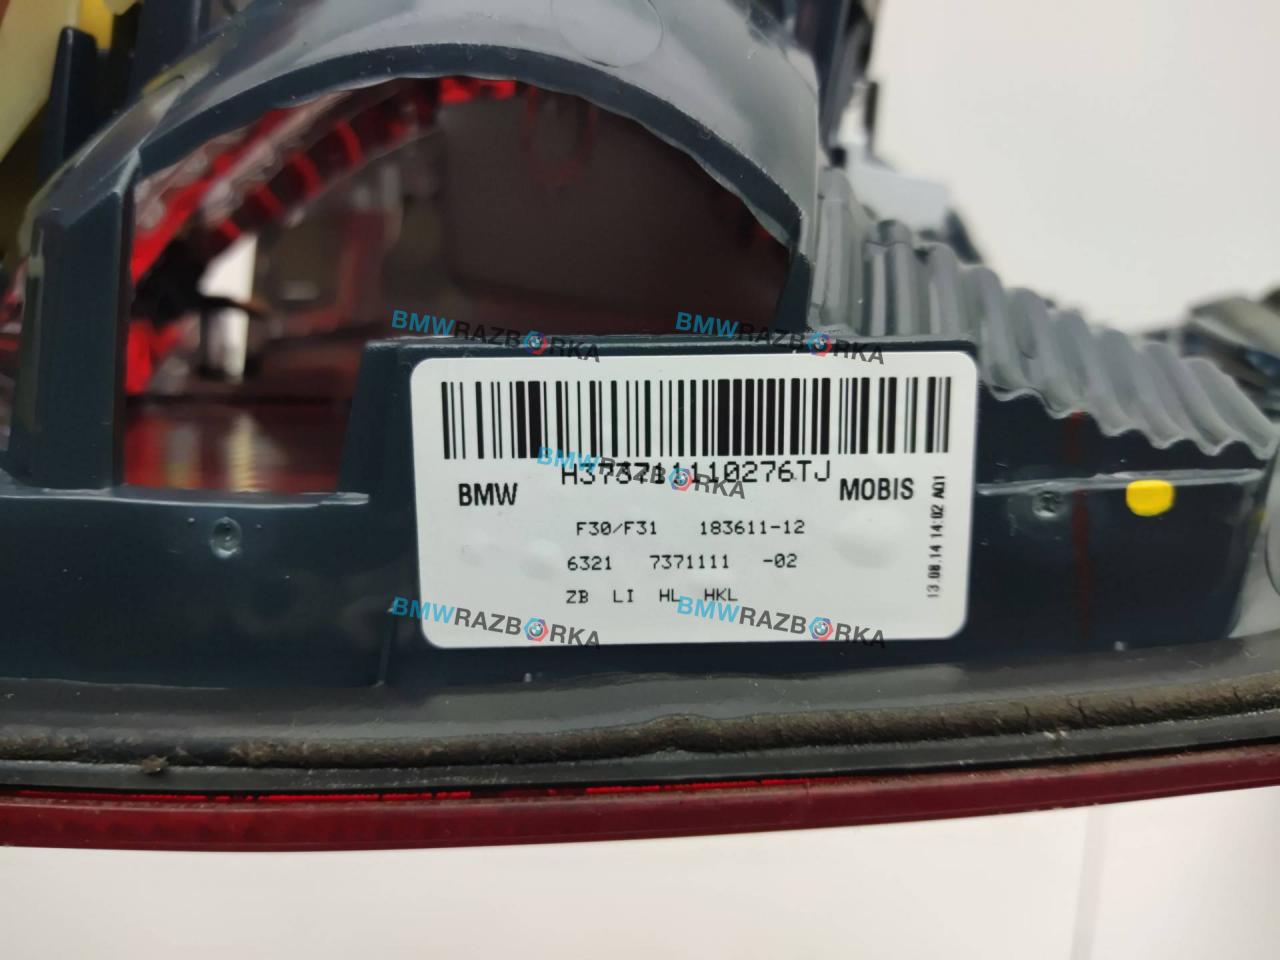 BMWRAZBORKA
BMWRAZBORKA
BMWRAZBORKA
BMW
MOBIS
F30/F31 183611-12
6321 7371111 -02
ZB LI HL HKL
13.08.14 14:02 A01
BMWRAZBORKA
BMWRAZBORKA